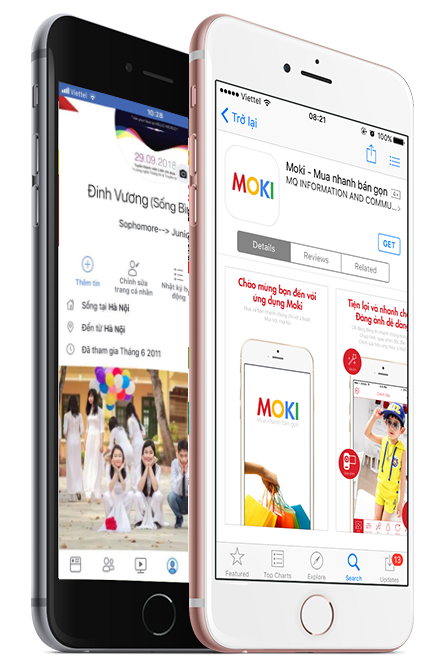 Viettel
10:28
29.09.2018
Đinh Vương (Sống Bi
Sophomore--> Juni
Thêm tin
Chỉnh sửa
trang cá nhân
Nhật ký h
động
Sống tại Hà Nội
Đến từ Hà Nội
Đã tham gia Tháng 6 2011
Viettel
08:21
100%
Trở lại
MOKI
Moki - Mua nhanh bán gọn
4+
MQ INFORMATION AND COMMU...
GET
Details
Reviews
Related
Chào mừng bạn đến với
ứng dụng Moki
MOKI
Mua nhanh bán gọn
Tiện lợi và nhanh ch
Đăng ảnh dễ dàng
Featured
Top Charts
Explore
Search
13
Updates